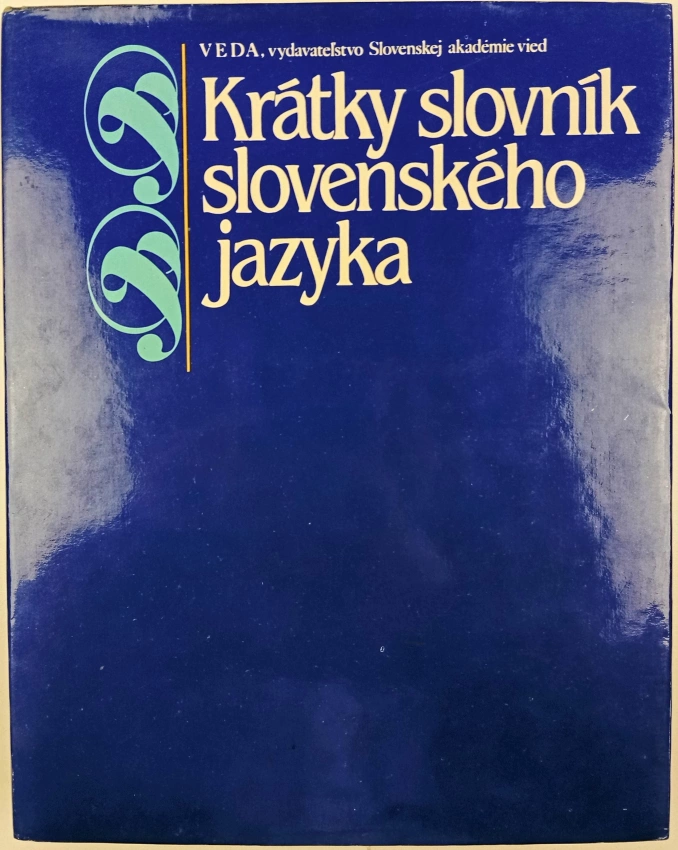 VEDA, vydavateľstvo Slovenskej akadémie vied
Krátky slovník
slovenského
jazyka